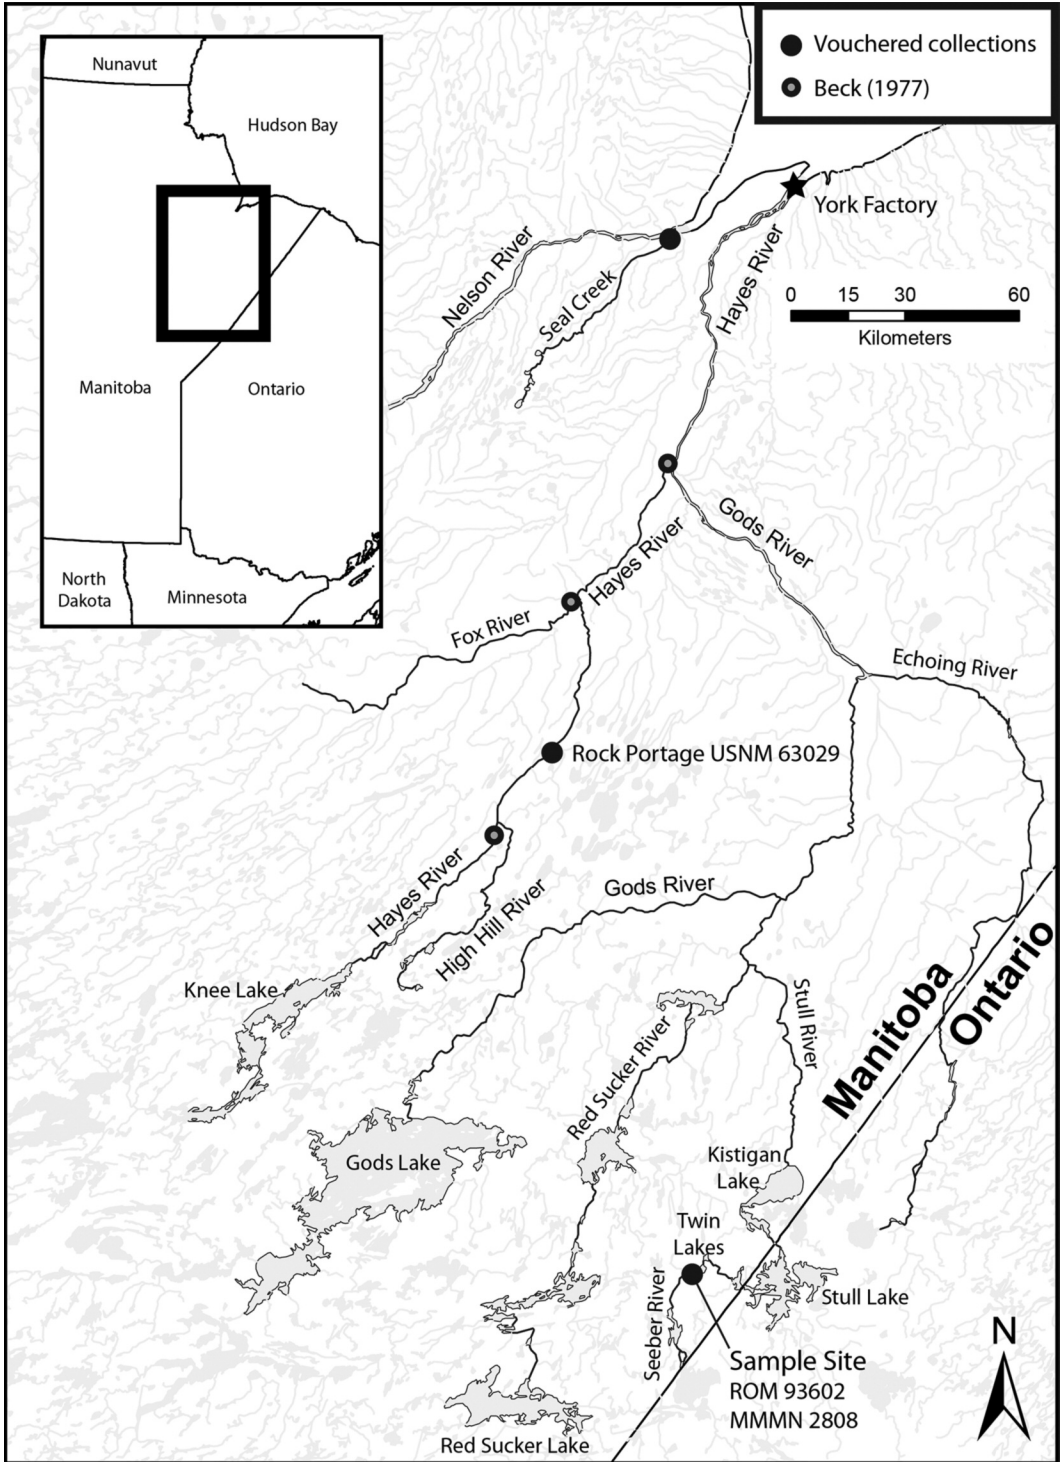 Nunavut
Hudson Bay
Manitoba
Ontario
North
Dakota
Minnesota
Vouchered collections
Beck (1977)
York Factory
0 15 30 60
Kilometers
Nelson River
Seal Creek
Hayes River
Gods River
Hayes River
Fox River
Echoing River
Rock Portage USNM 63029
Hayes River
High Hill River
Gods River
Knee Lake
Stull River
Manitoba
Ontario
Red Sucker River
Gods Lake
Kistigan
Lake
Twin
Lakes
Seeber River
Stull Lake
Sample Site
ROM 93602
MMMN 2808
N
Red Sucker Lake